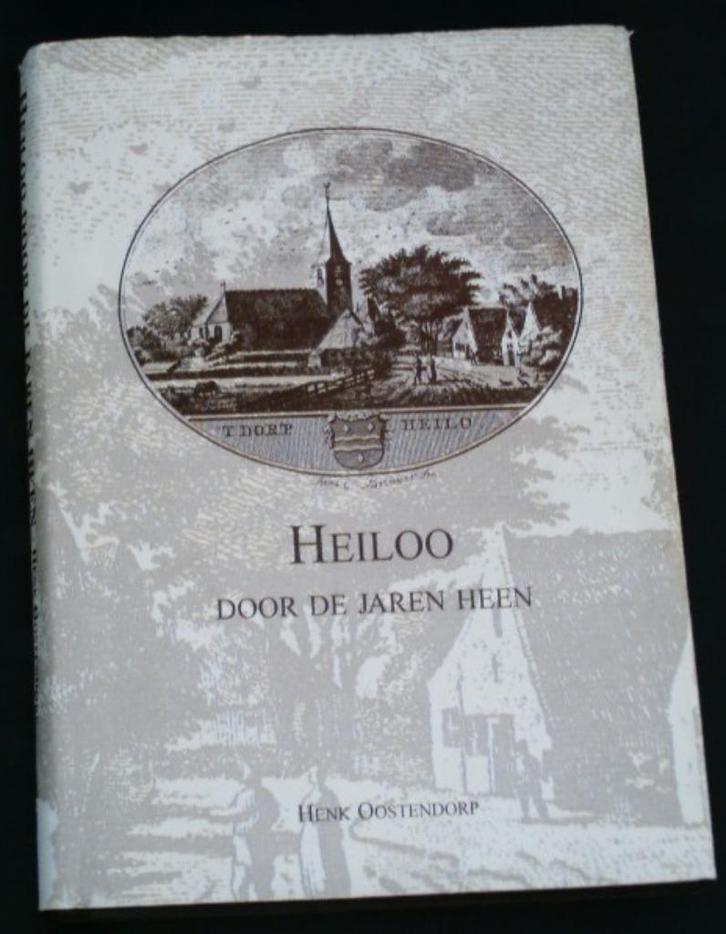 'T DORP HEILO.
HEILOO
DOOR DE JAREN HEEN
HENK OOSTENDORP